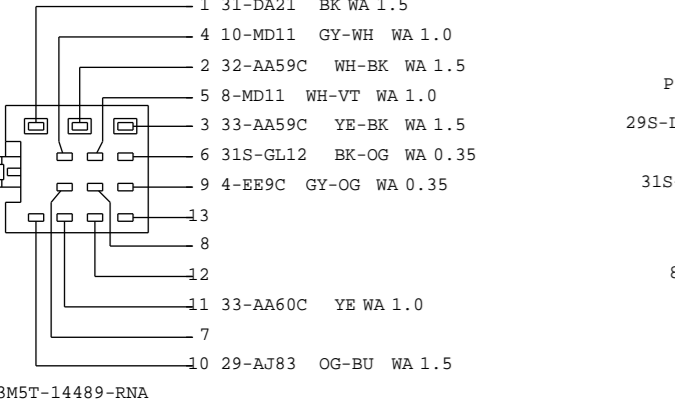 1 31-DA21 BK WA 1.5
4 10-MD11 GY-WH WA 1.0
2 32-AA59C WH-BK WA 1.5
5 8-MD11 WH-VT WA 1.0
3 33-AA59C YE-BK WA 1.5
6 31S-GL12 BK-OG WA 0.35
9 4-EE9C GY-OG WA 0.35
13
8
12
11 33-AA60C YE WA 1.0
7
10 29-AJ83 OG-BU WA 1.5
3M5T-14489-RNA
P
29S-
31S
8